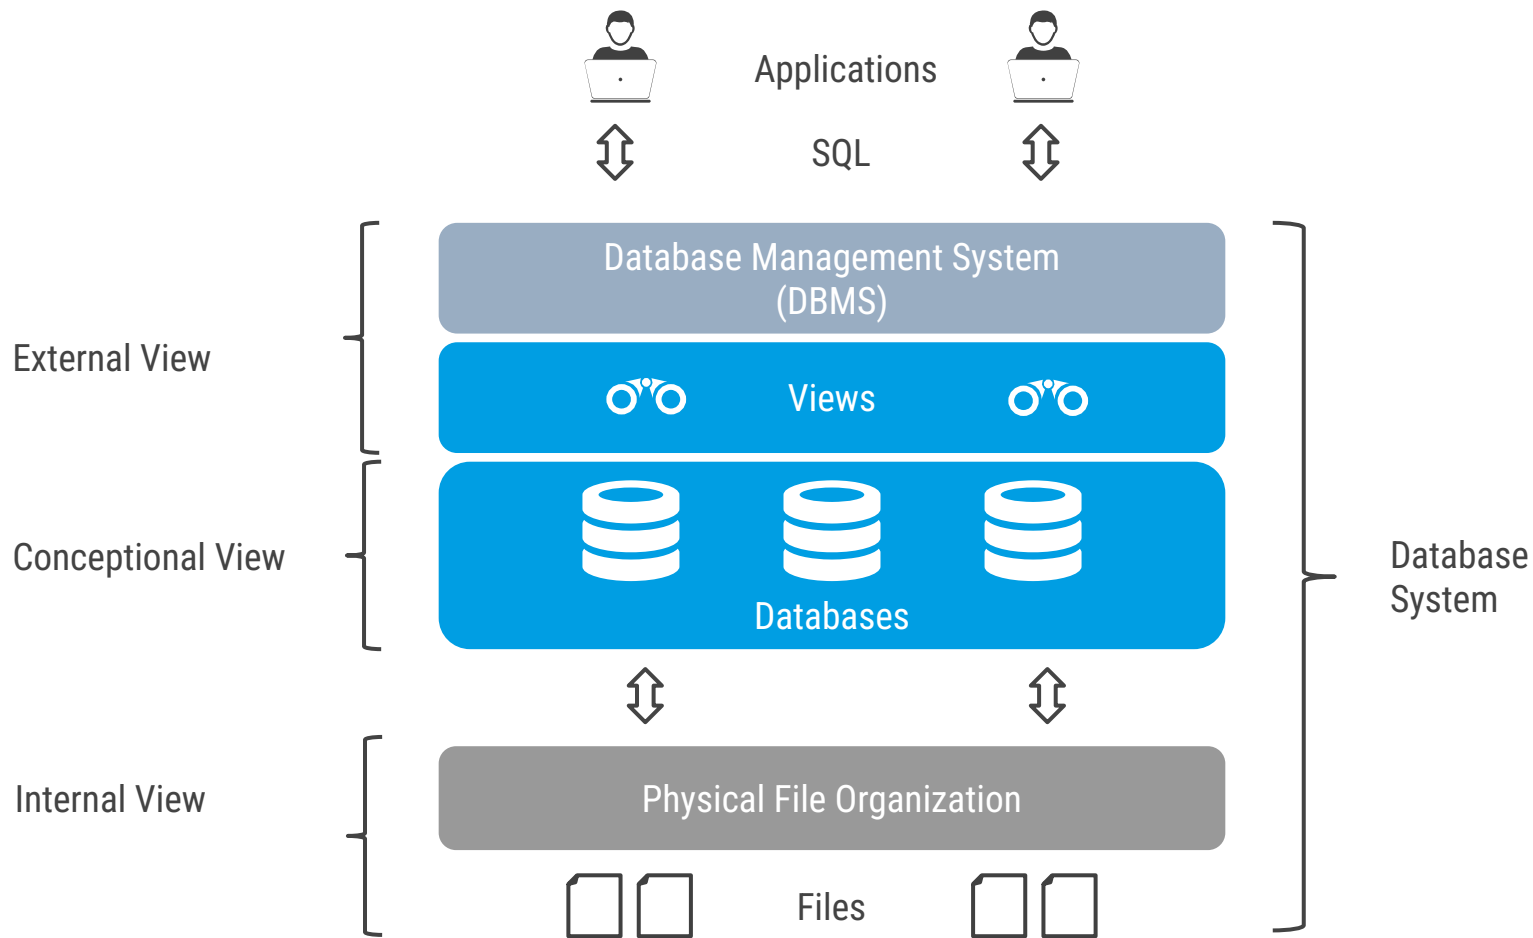 Applications
SQL
Database Management System
(DBMS)
External View
Views
Conceptional View
Databases
Database
System
Internal View
Physical File Organization
Files